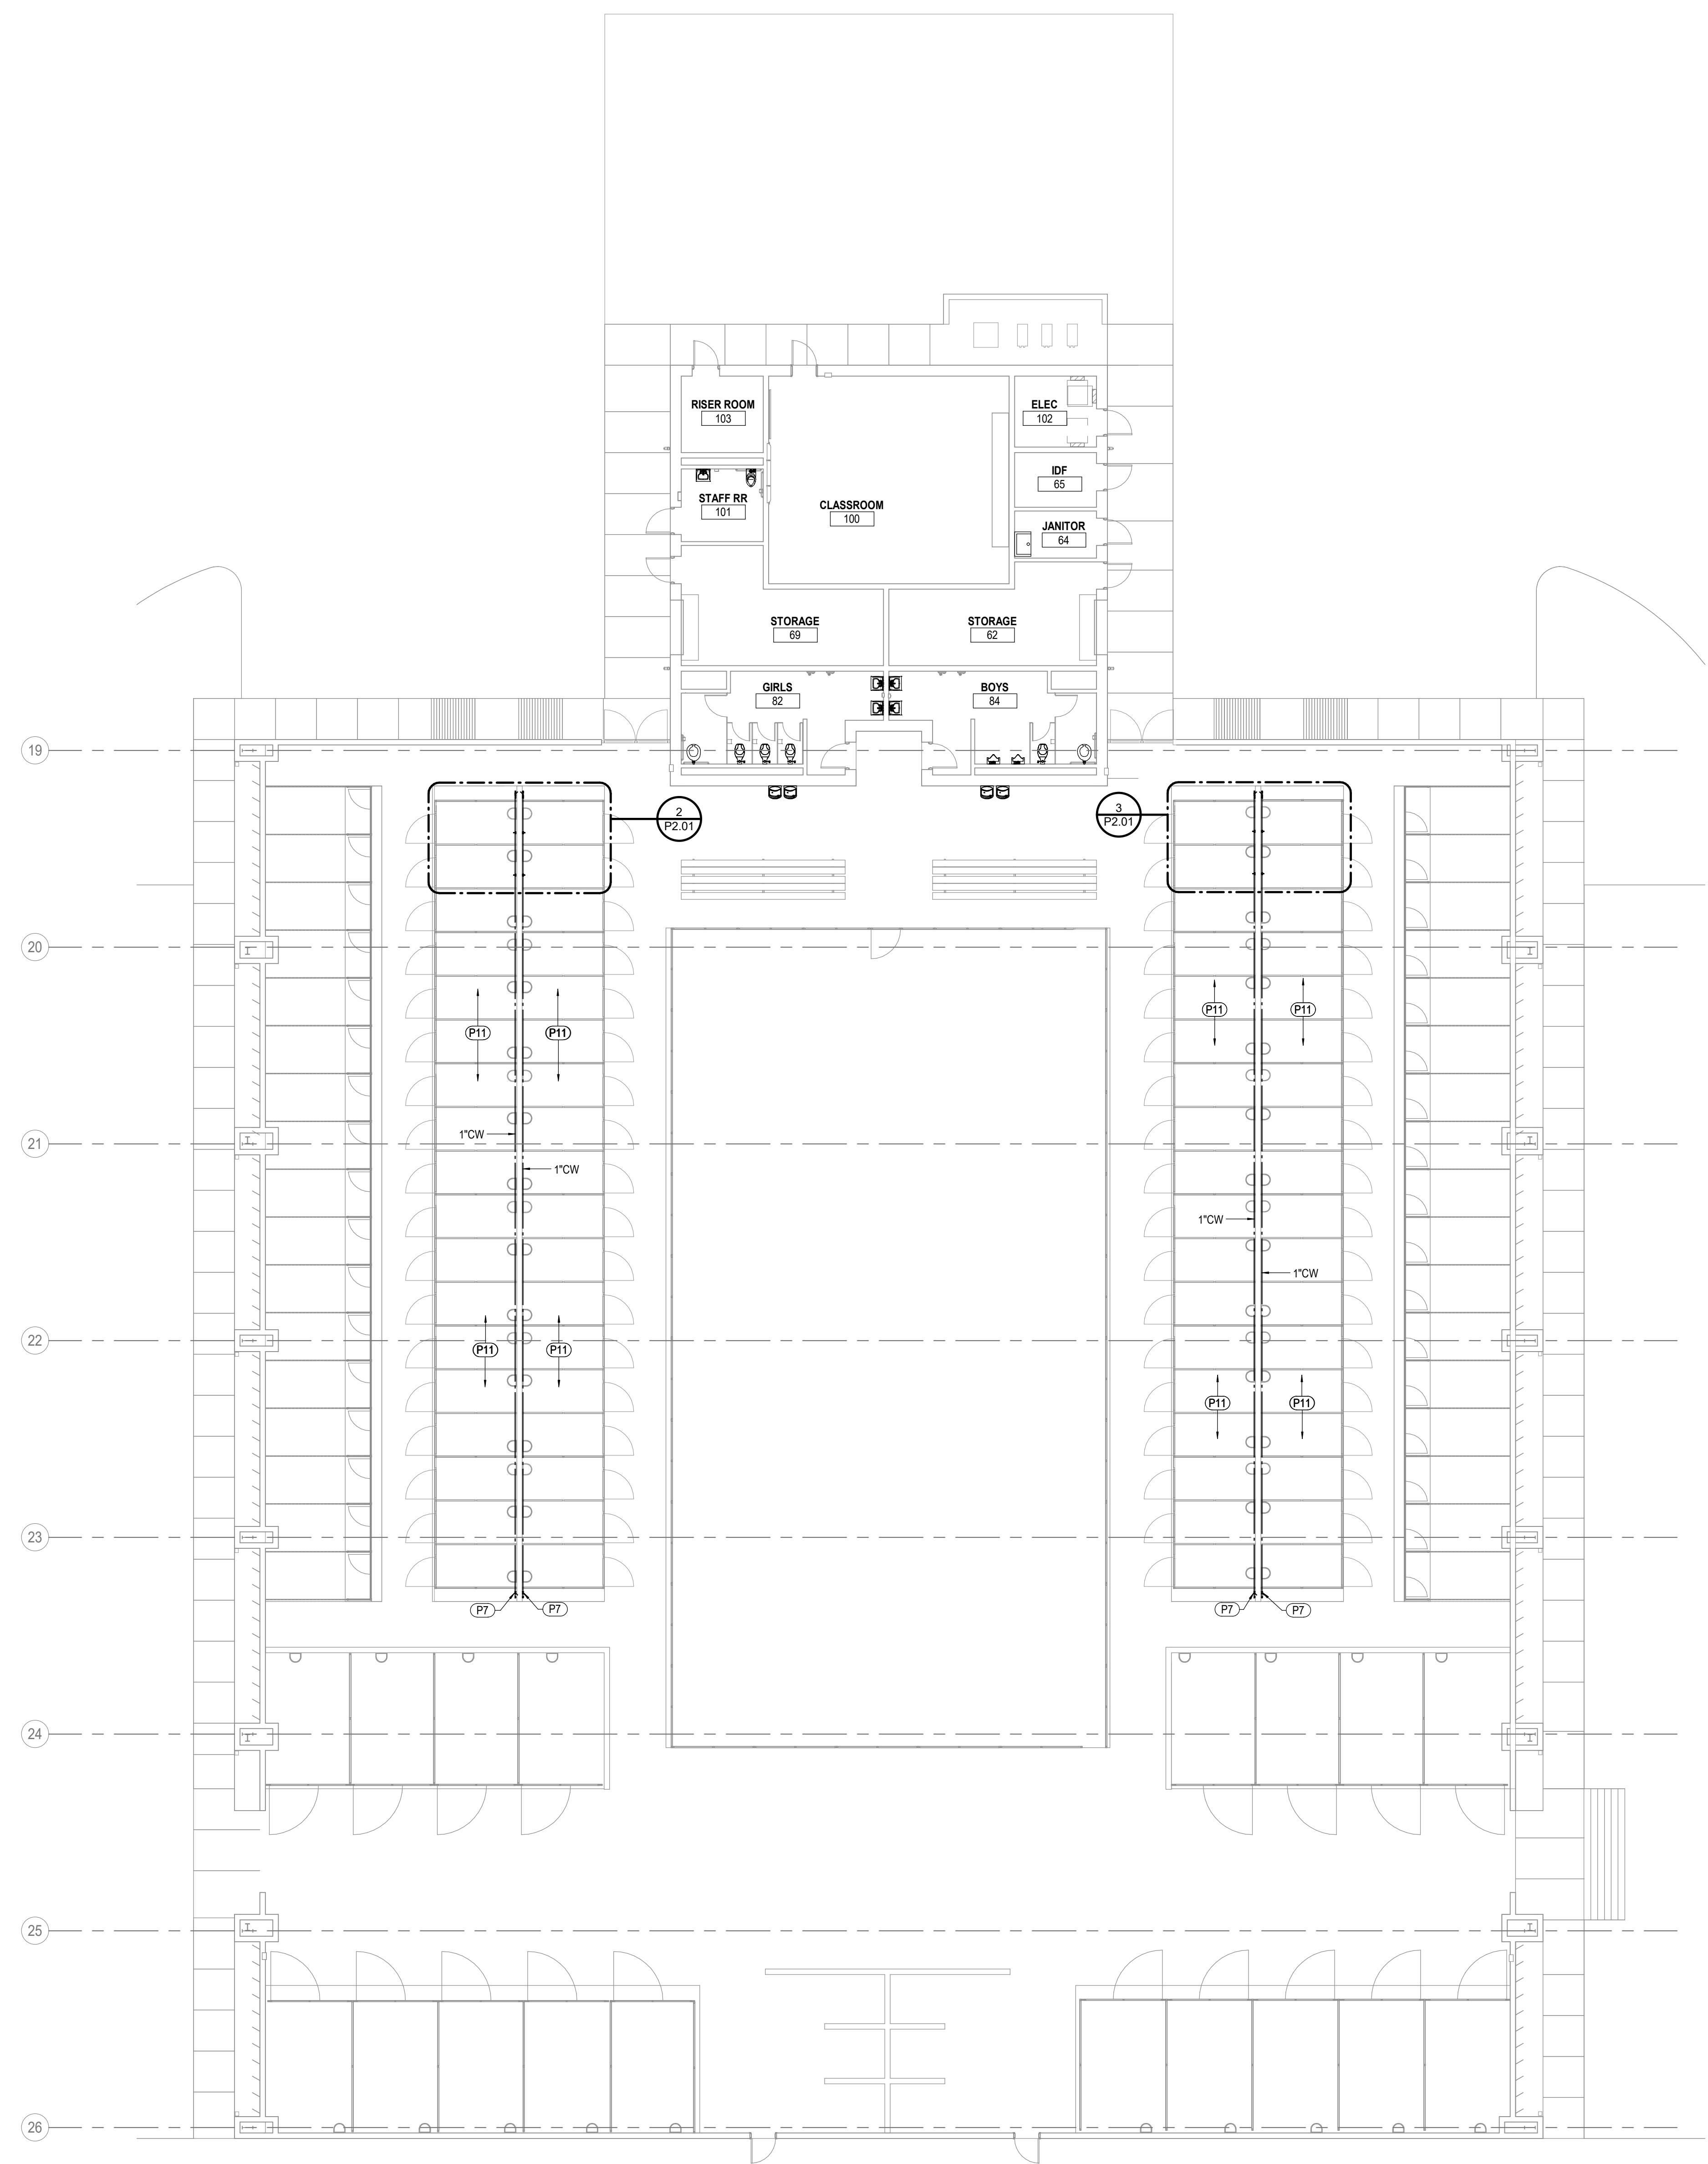 RISER ROOM
103
ELEC
102
IDF
65
STAFF RR
101
CLASSROOM
100
JANITOR
64
STORAGE
69
STORAGE
62
GIRLS
82
BOYS
84
19
2
P2.01
3
P2.01
20
P11
P11
P11
P11
1"CW
21
1"CW
1"CW
1"CW
22
P11
P11
P11
P11
23
P7
P7
P7
P7
24
25
26